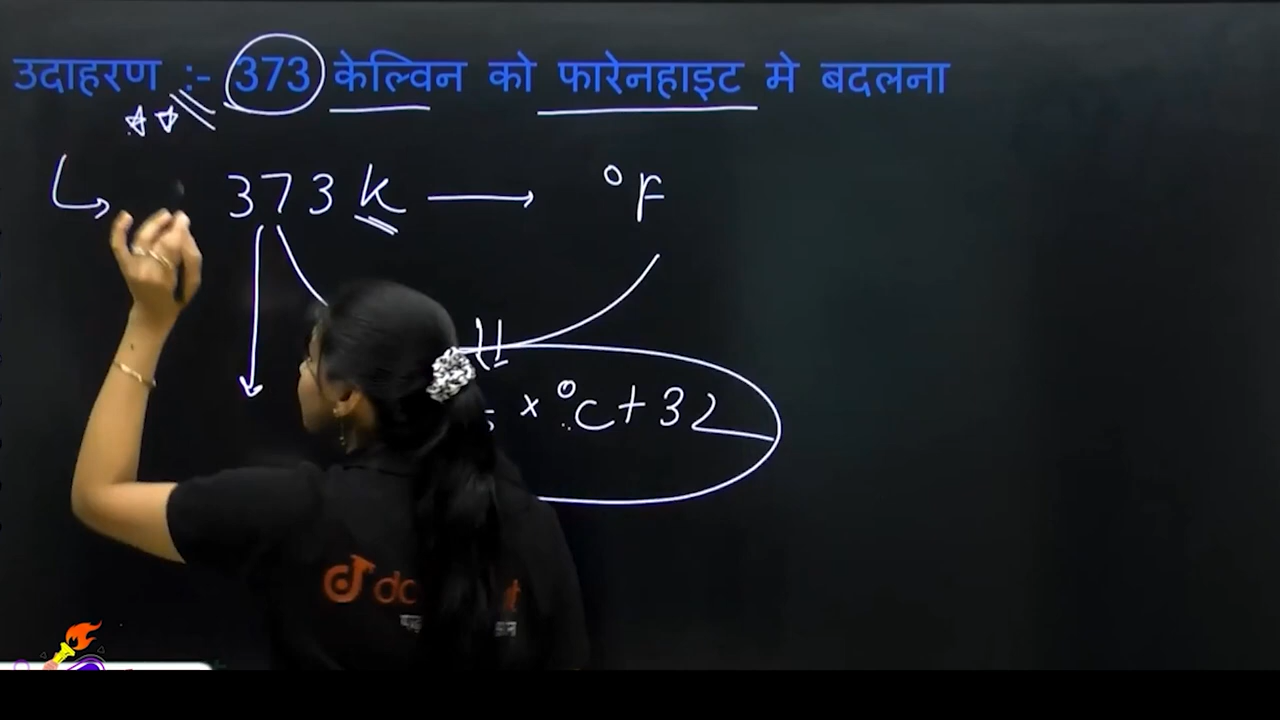 उदाहरण :- 373 केल्विन को फारेनहाइट मे बदलना
373 K → °F
× °C + 32